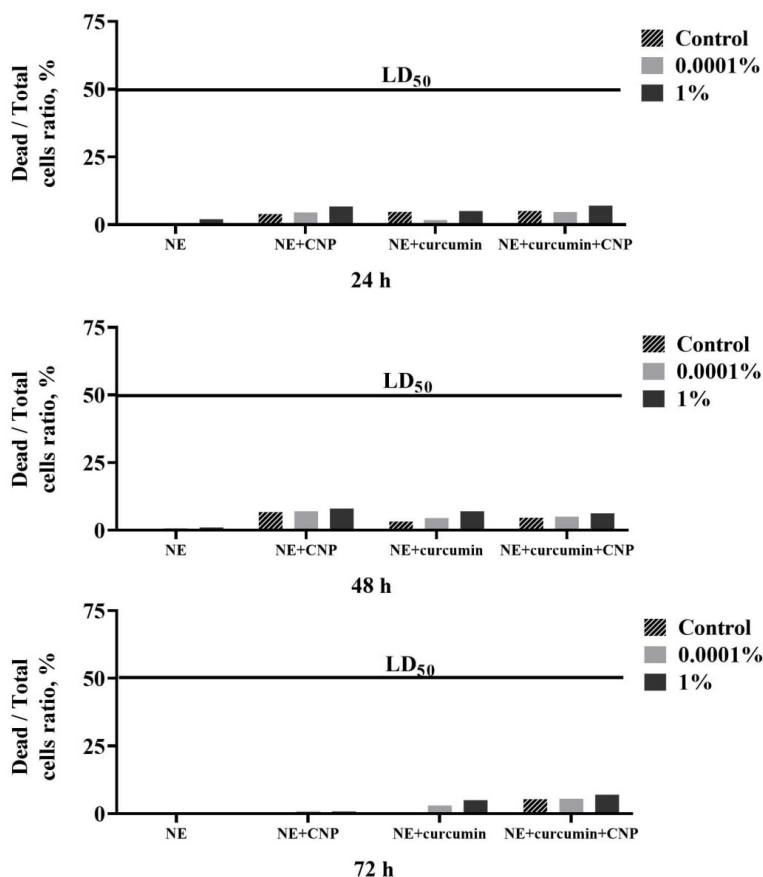 75
50
25
0
Dead / Total
cells ratio, %
LD50
Control
0.0001%
1%
NE
NE+CNP
NE+curcumin
NE+curcumin+CNP
24 h
75
50
25
0
Dead / Total
cells ratio, %
LD50
Control
0.0001%
1%
NE
NE+CNP
NE+curcumin
NE+curcumin+CNP
48 h
75
50
25
0
Dead / Total
cells ratio, %
LD50
Control
0.0001%
1%
NE
NE+CNP
NE+curcumin
NE+curcumin+CNP
72 h